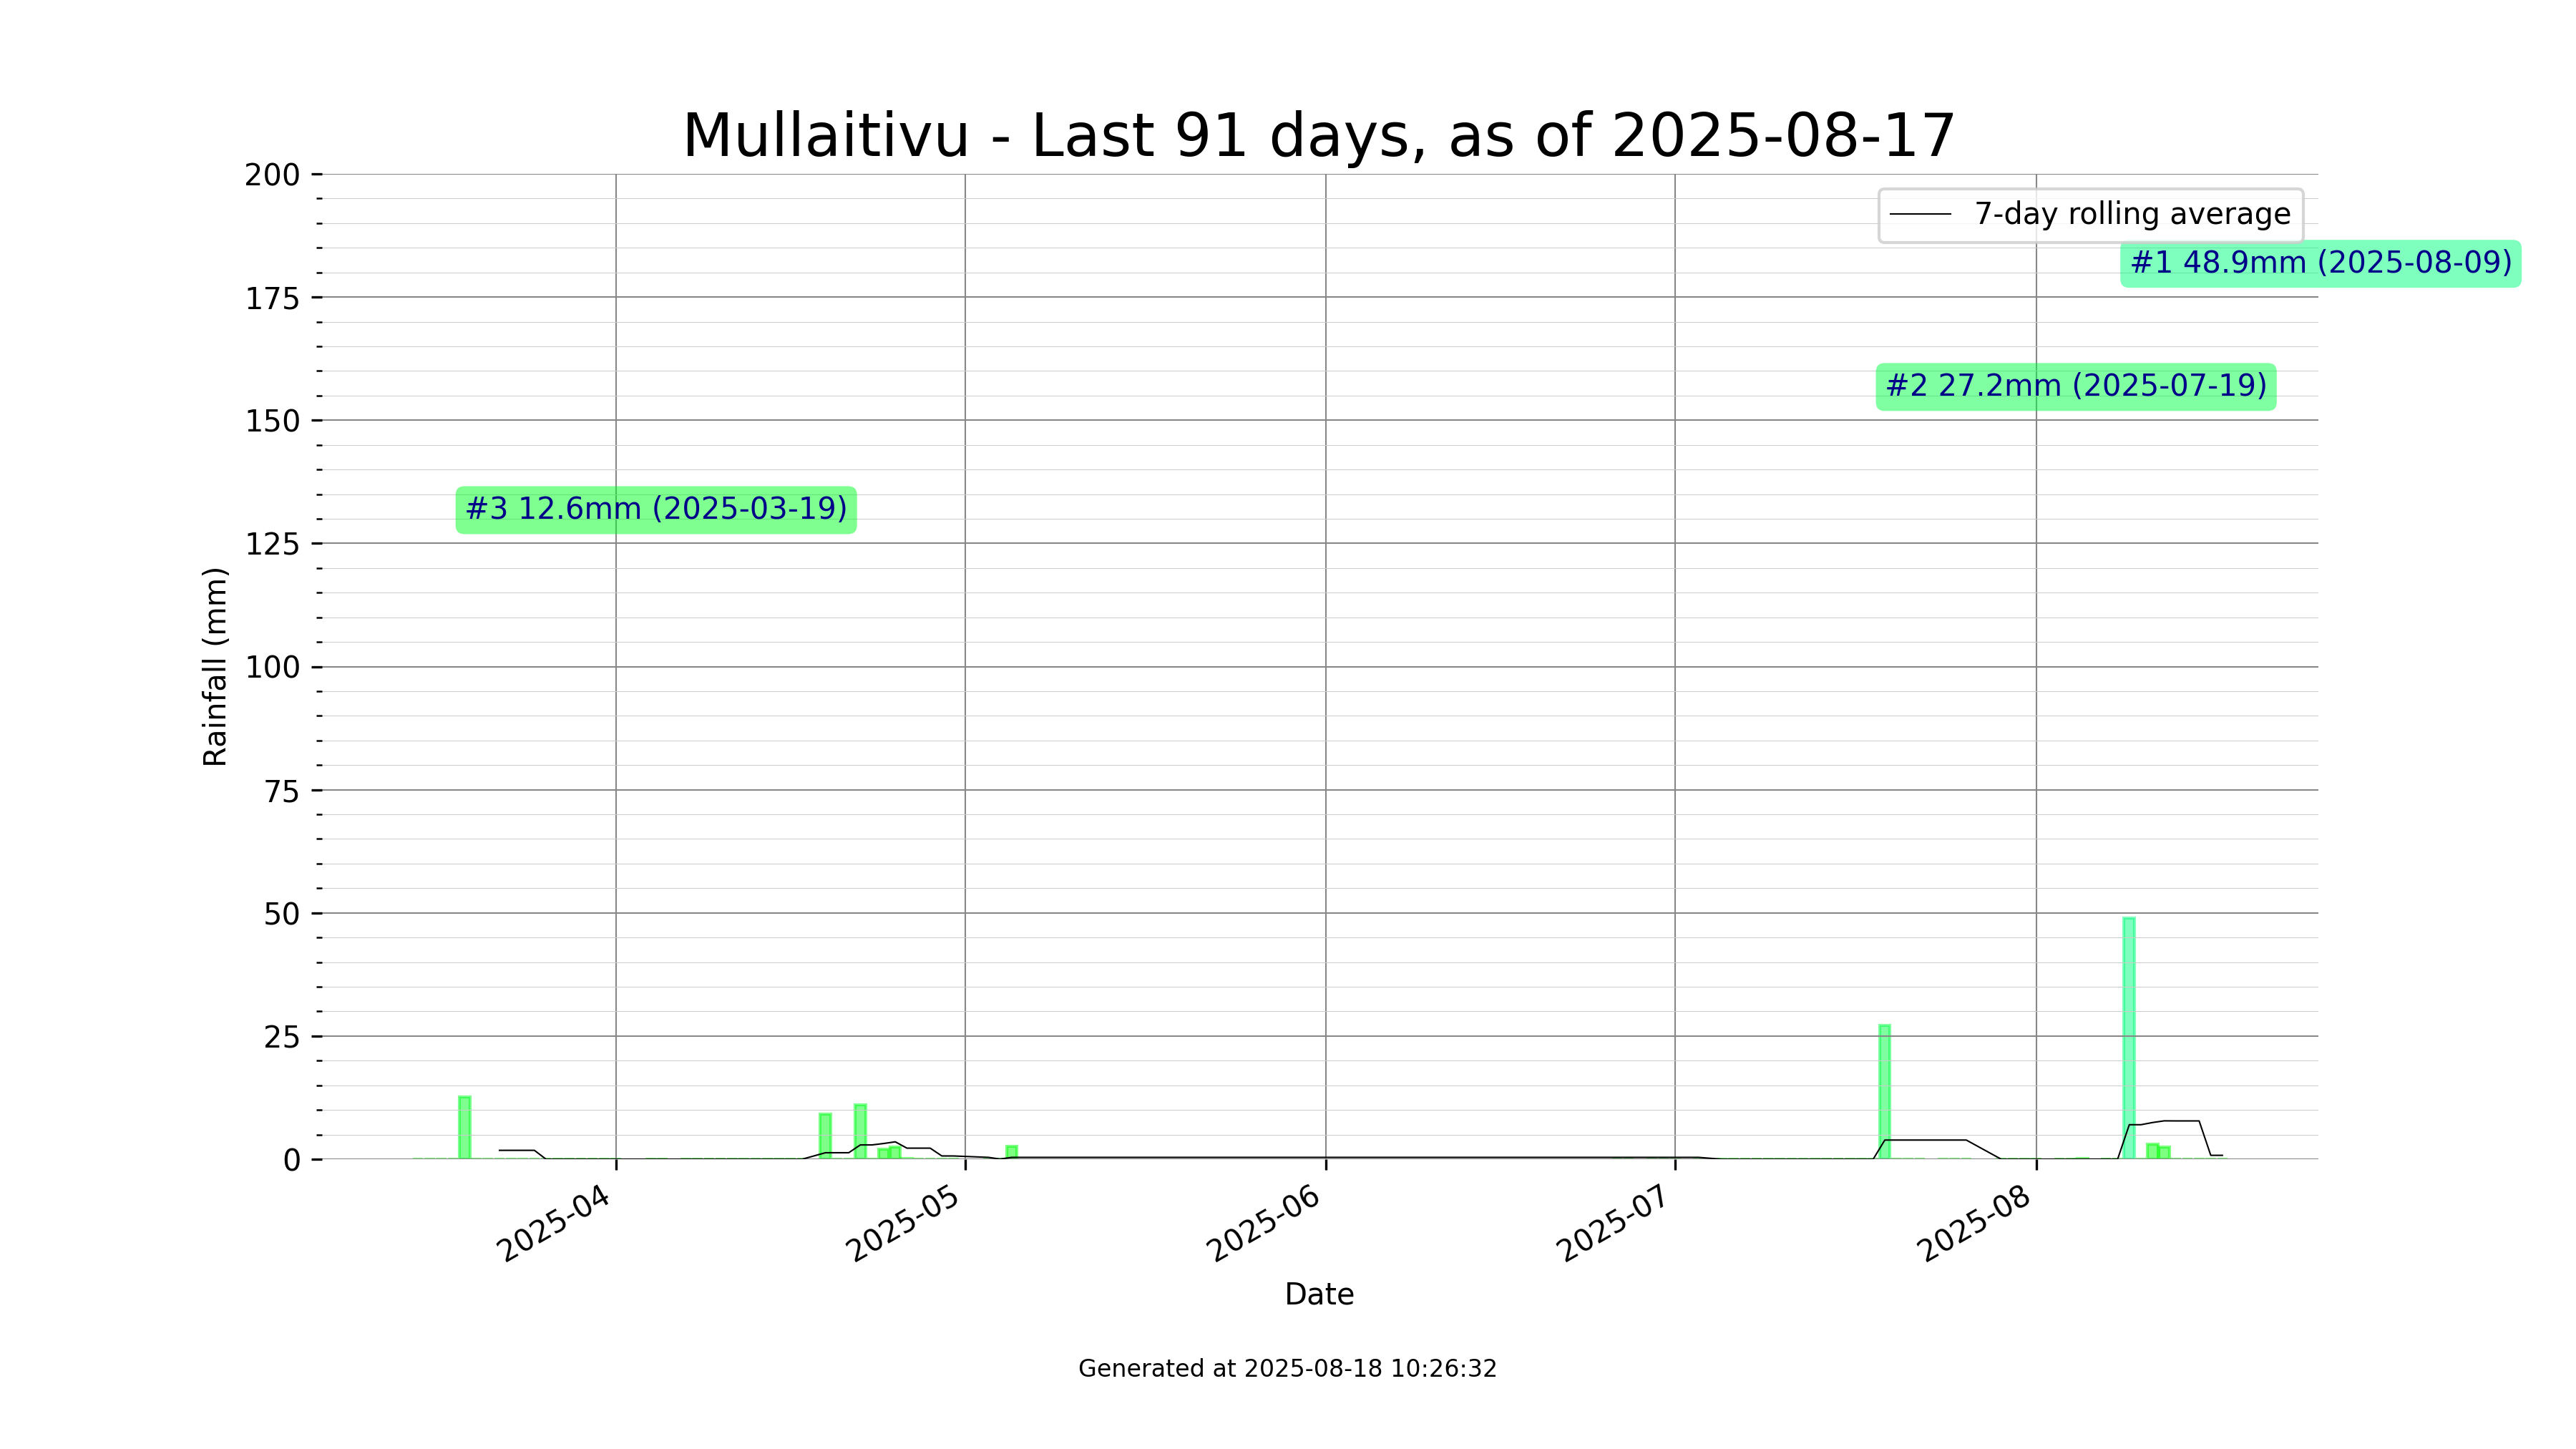 Mullaitivu - Last 91 days, as of 2025-08-17
7-day rolling average
#1 48.9mm (2025-08-09)
#2 27.2mm (2025-07-19)
#3 12.6mm (2025-03-19)
Rainfall (mm)
200
175
150
125
100
75
50
25
0
2025-04
2025-05
2025-06
2025-07
2025-08
Date
Generated at 2025-08-18 10:26:32